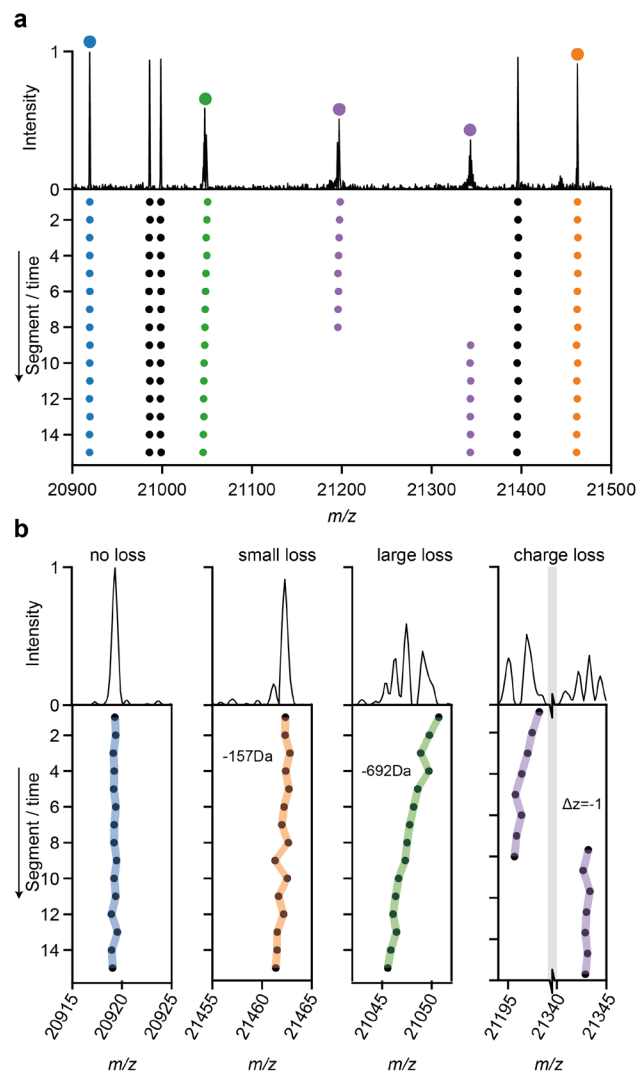 a
1
Intensity
0
2
4
6
8
10
12
14
Segment / time
20900 21000 21100 21200 21300 21400 21500
m/z
b
no loss small loss large loss charge loss
1
Intensity
0
2
4
6
8
10
12
14
Segment / time
-157Da
-692Da
Δz=-1
20915 20920 20925 21455 21460 21465 21045 21050 21195 21340 21345
m/z m/z m/z m/z